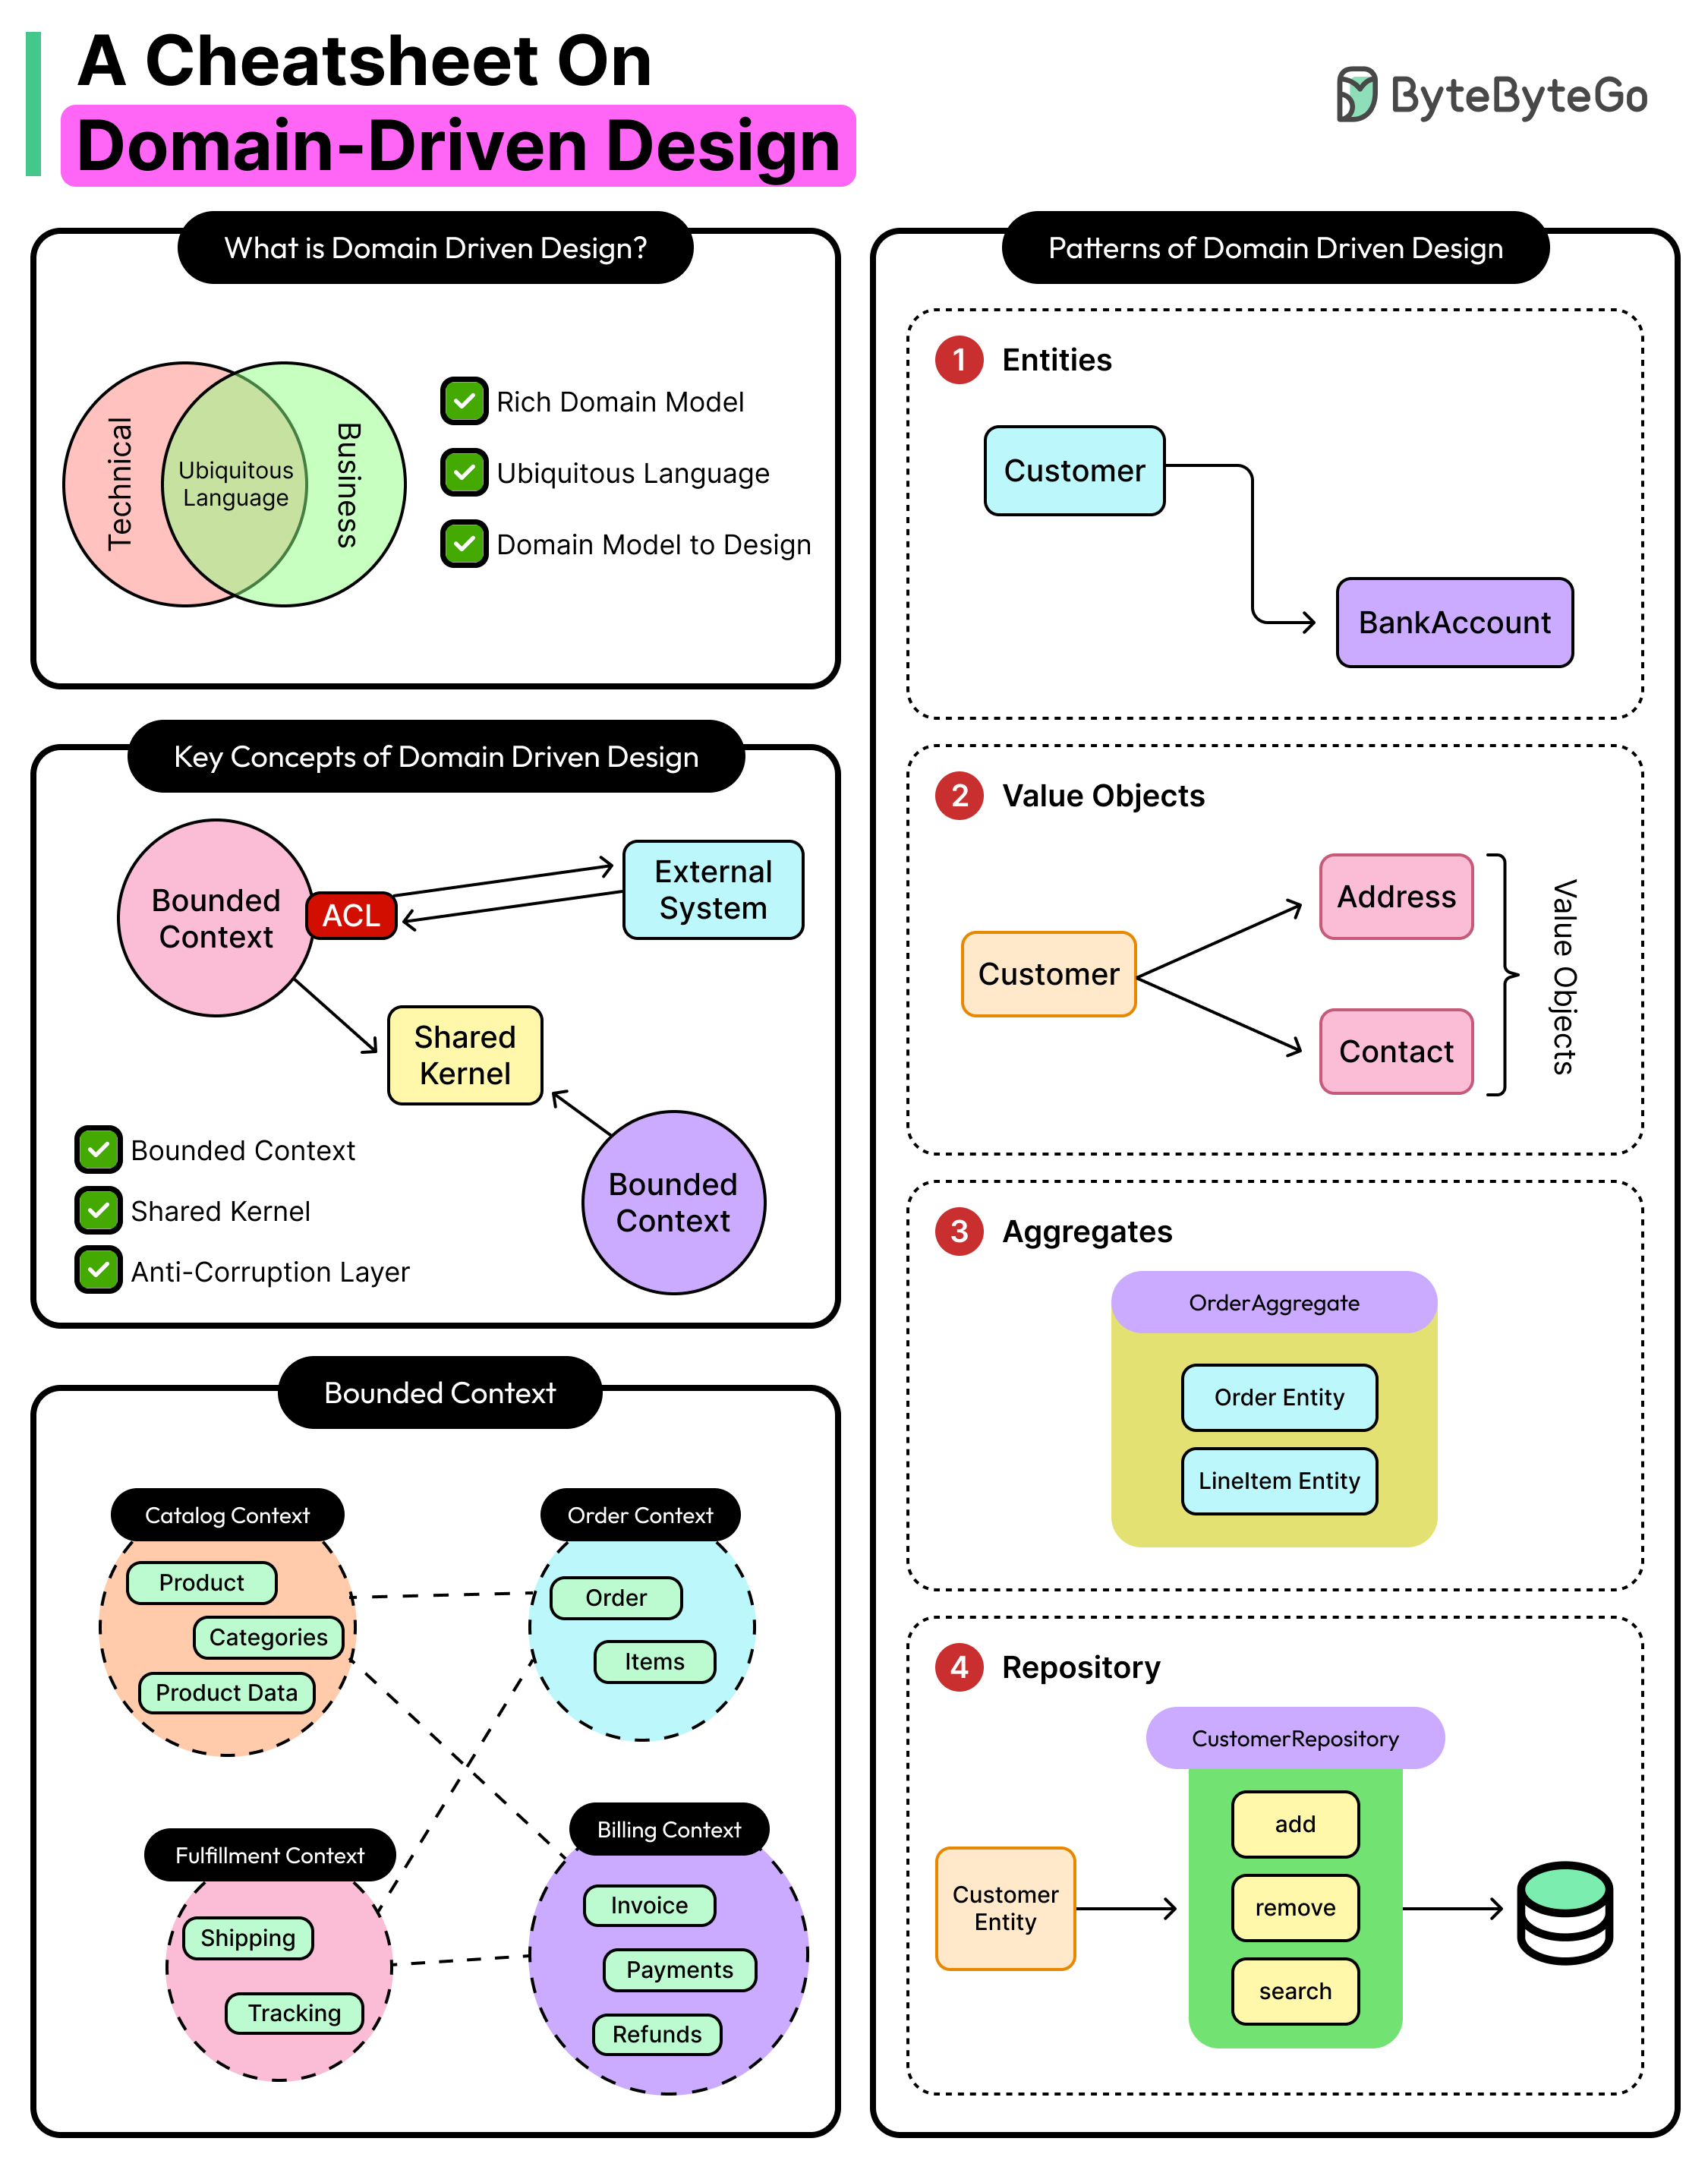 A Cheatsheet On
Domain-Driven Design
ByteByteGo
What is Domain Driven Design?
Technical
Ubiquitous
Language
Business
Rich Domain Model
Ubiquitous Language
Domain Model to Design
Key Concepts of Domain Driven Design
Bounded
Context
ACL
External
System
Shared
Kernel
Bounded
Context
Bounded Context
Shared Kernel
Anti-Corruption Layer
Bounded Context
Catalog Context
Product
Categories
Product Data
Order Context
Order
Items
Fulfillment Context
Shipping
Tracking
Billing Context
Invoice
Payments
Refunds
Patterns of Domain Driven Design
1 Entities
Customer
BankAccount
2 Value Objects
Customer
Address
Contact
Value Objects
3 Aggregates
OrderAggregate
Order Entity
LineItem Entity
4 Repository
CustomerRepository
Customer
Entity
add
remove
search